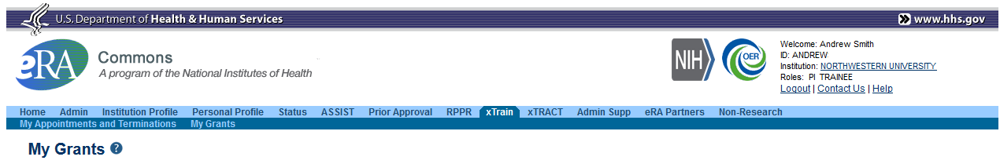 U.S. Department of Health & Human Services
www.hhs.gov
eRA
Commons
A program of the National Institutes of Health
NIH
OER
Welcome: Andrew Smith
ID: ANDREW
Institution: NORTHWESTERN UNIVERSITY
Roles: PI TRAINEE
Logout | Contact Us | Help
Home Admin Institution Profile Personal Profile Status ASSIST Prior Approval RPPR xTrain xTRACT Admin Supp eRA Partners Non-Research
My Appointments and Terminations My Grants
My Grants ?